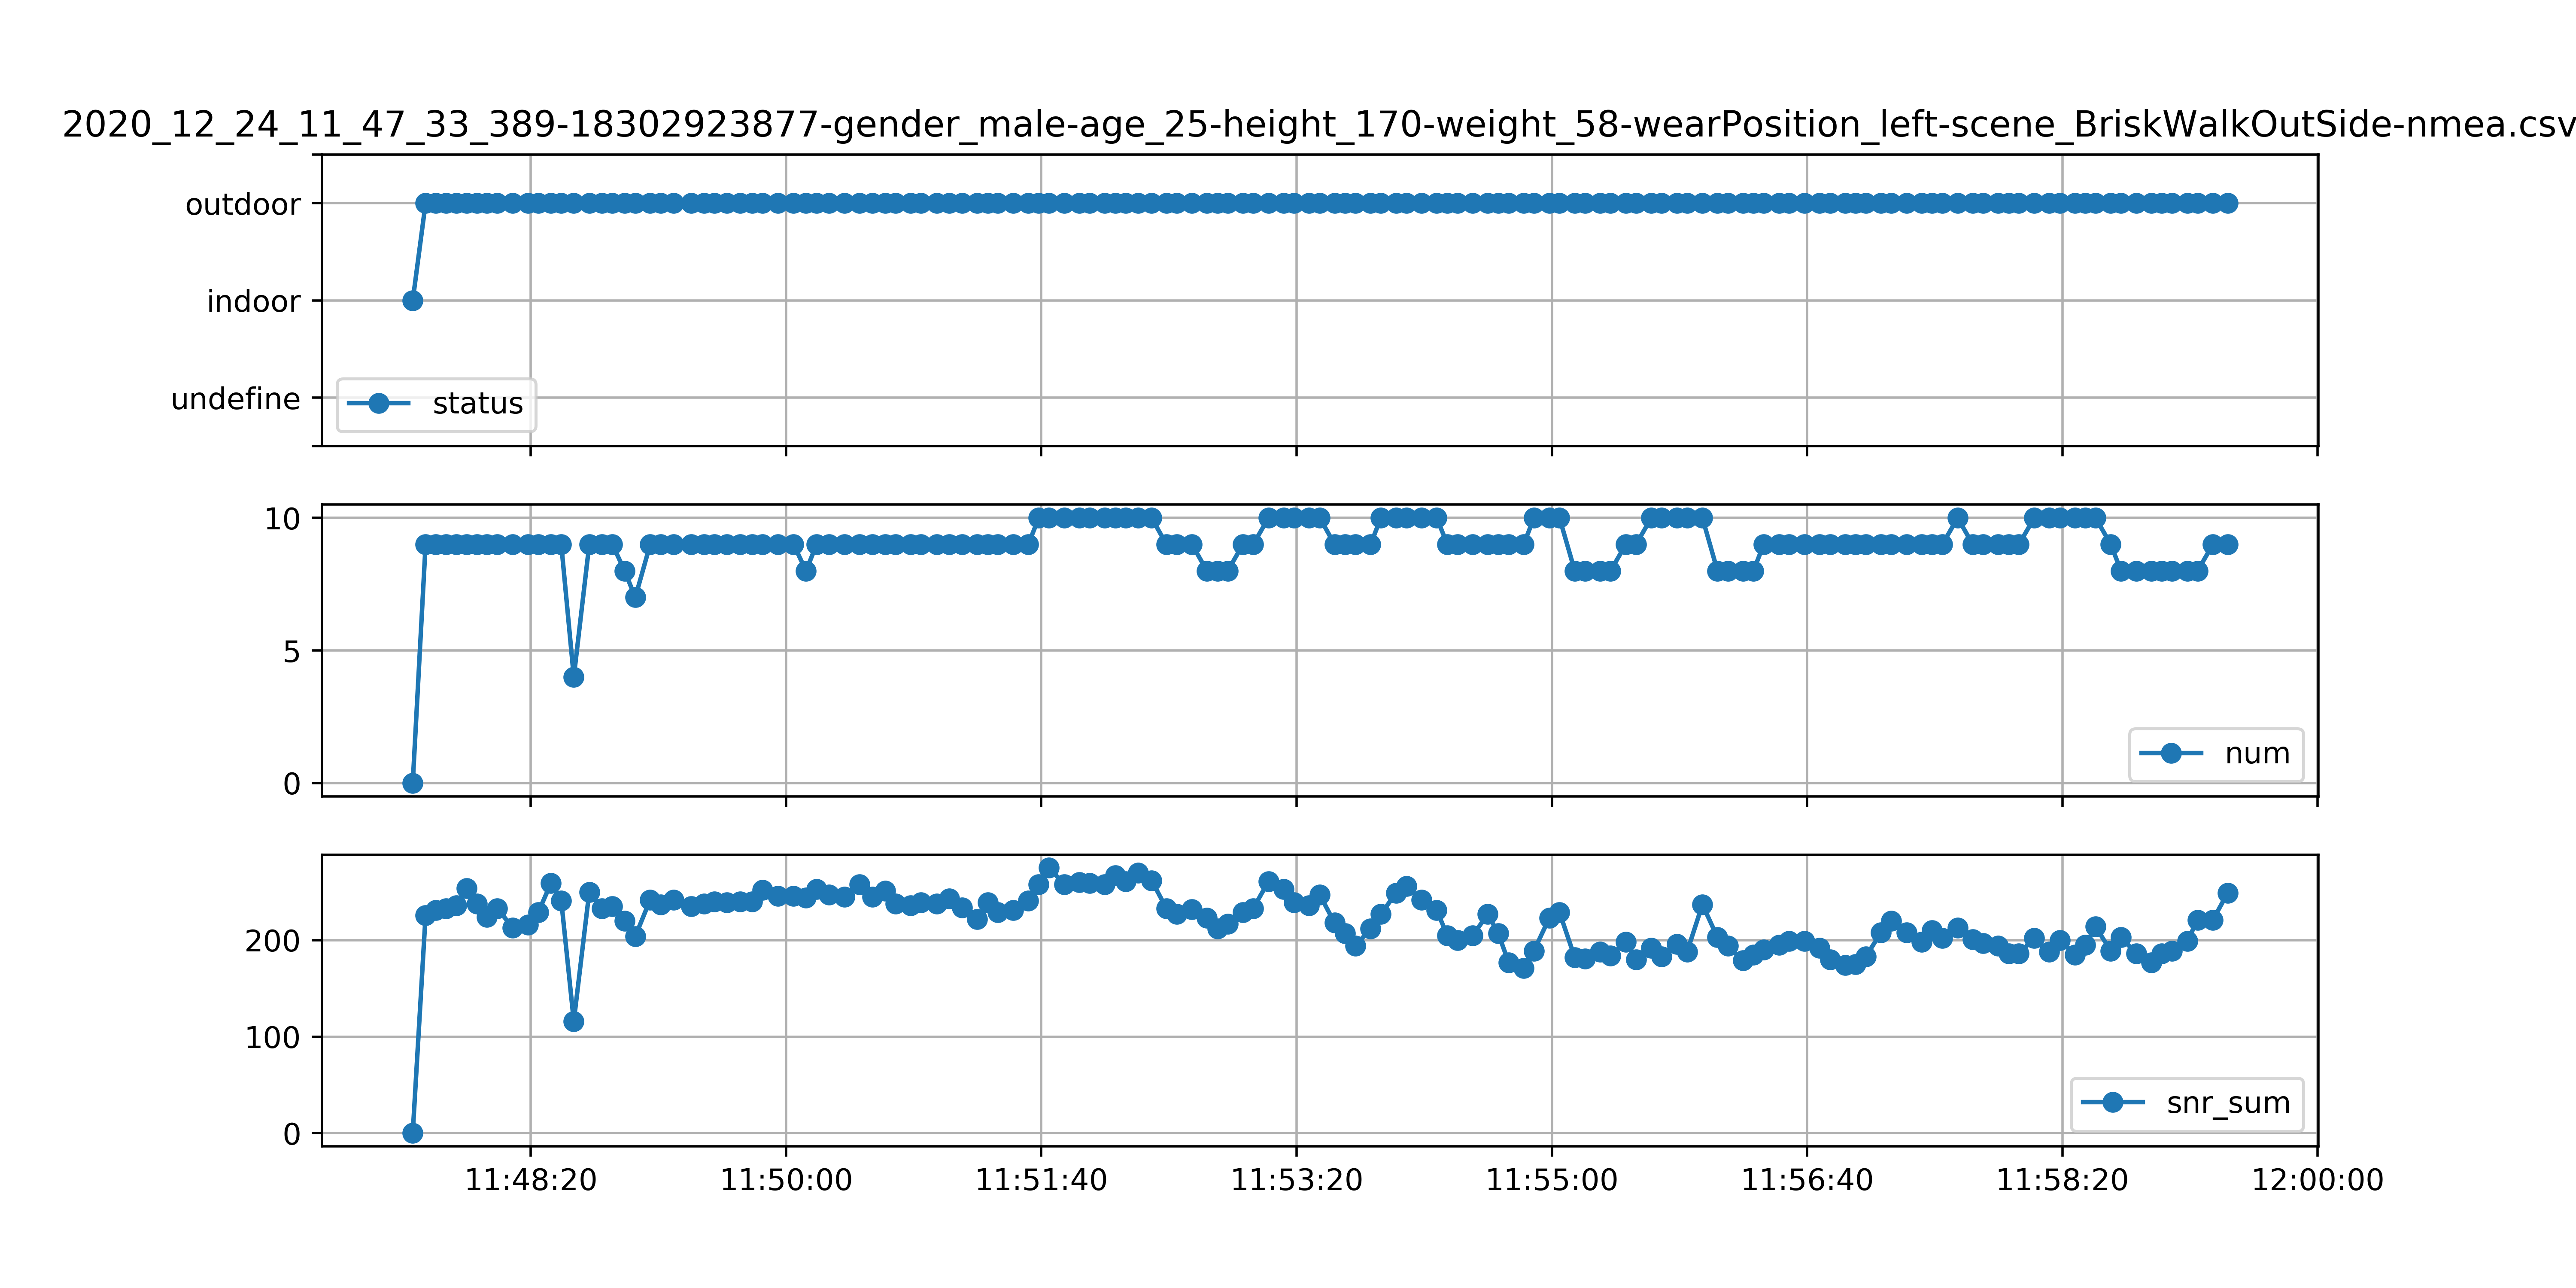 2020_12_24_11_47_33_389-18302923877-gender_male-age_25-height_170-weight_58-wearPosition_left-scene_BriskWalkOutSide-nmea.csv
outdoor
indoor
undefine
status
10
5
0
num
200
100
0
snr_sum
11:48:20 11:50:00 11:51:40 11:53:20 11:55:00 11:56:40 11:58:20 12:00:00